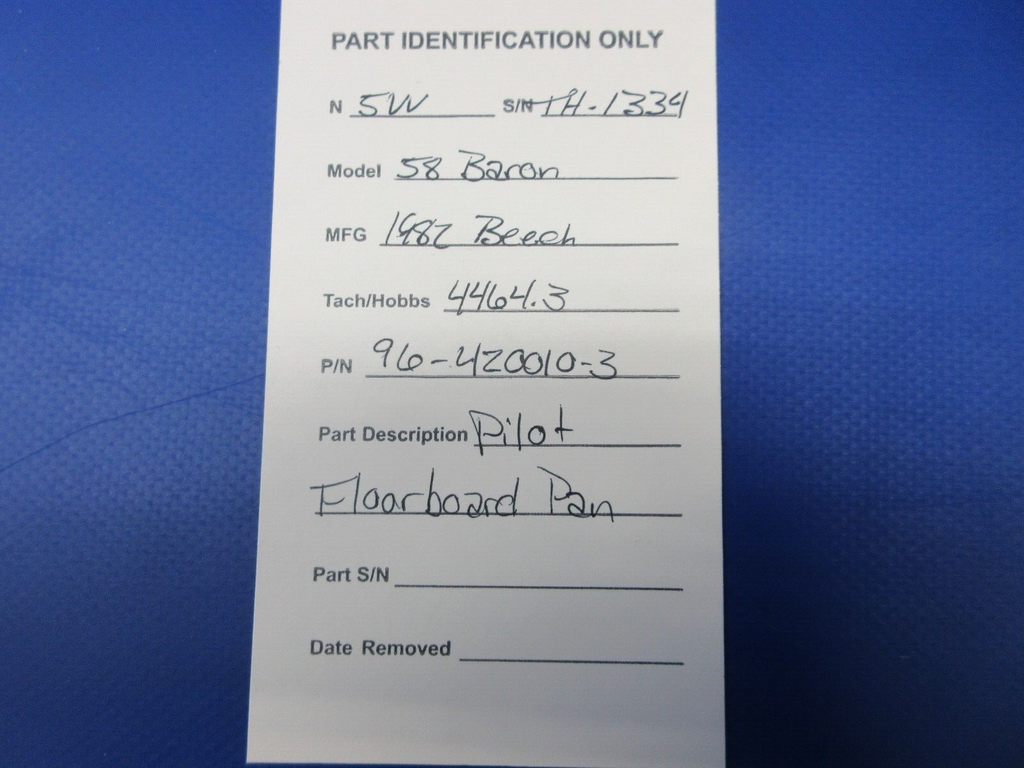 PART IDENTIFICATION ONLY
N 5W S/N TH-1334
Model 58 Baron
MFG 1982 Beech
Tach/Hobbs 4464.3
P/N 96-420010-3
Part Description Pilot
Floorboard Pan
Part S/N
Date Removed